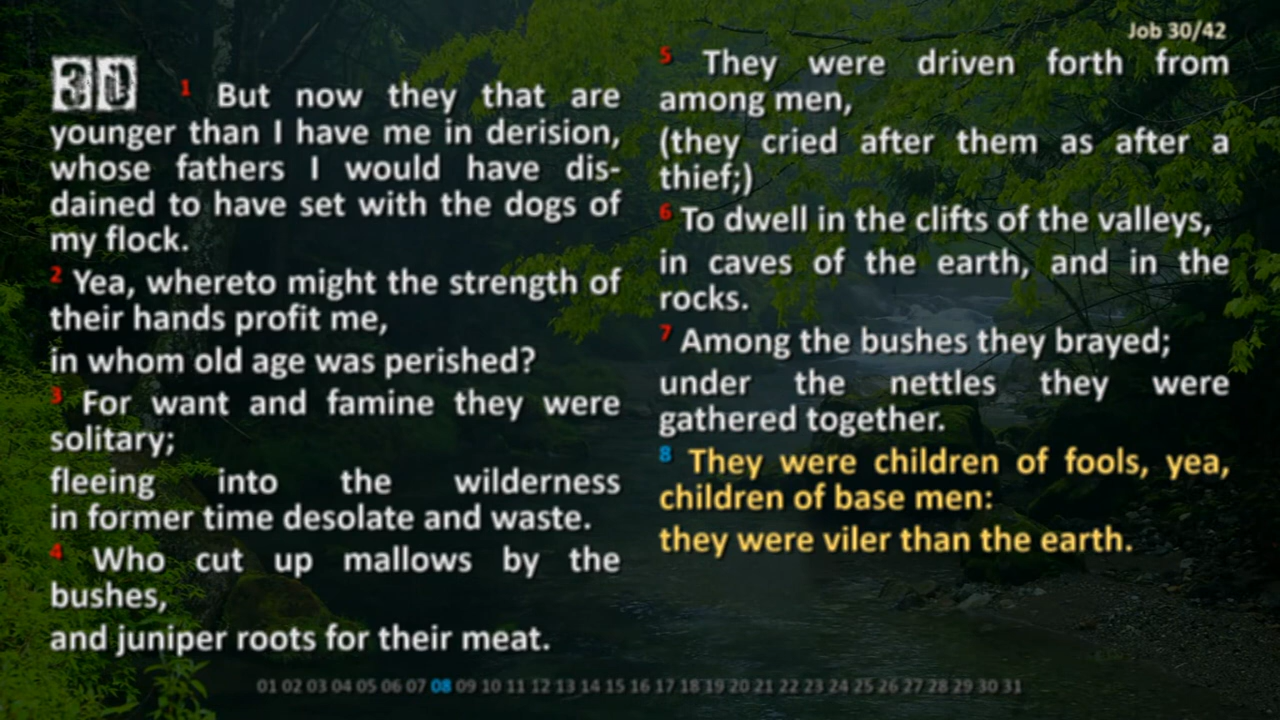 Job 30/42
30 1 But now they that are
younger than I have me in derision,
whose fathers I would have dis-
dained to have set with the dogs of
my flock.
2 Yea, whereto might the strength of
their hands profit me,
in whom old age was perished?
3 For want and famine they were
solitary;
fleeing into the wilderness
in former time desolate and waste.
4 Who cut up mallows by the
bushes,
and juniper roots for their meat.
5 They were driven forth from
among men,
(they cried after them as after a
thief;)
6 To dwell in the clifts of the valleys,
in caves of the earth, and in the
rocks.
7 Among the bushes they brayed;
under the nettles they were
gathered together.
8 They were children of fools, yea,
children of base men:
they were viler than the earth.
01 02 03 04 05 06 07 08 09 10 11 12 13 14 15 16 17 18 19 20 21 22 23 24 25 26 27 28 29 30 31